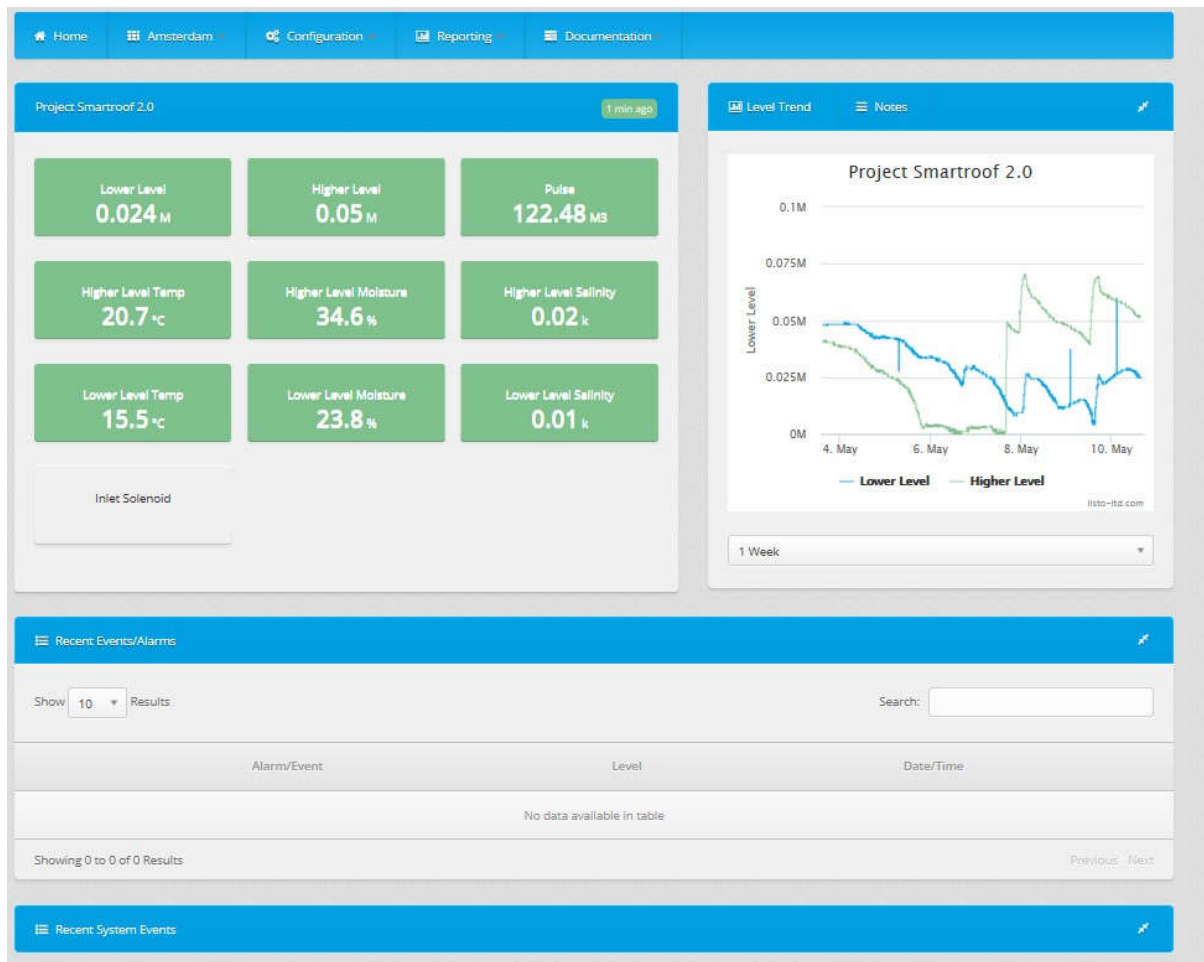 Home Amsterdam Configuration Reporting Documentation
Project Smartroof 2.0 1 min ago
Lower Level
0.024 M
Higher Level
0.05 M
Pulse
122.48 M3
Higher Level Temp
20.7 °C
Higher Level Moisture
34.6 %
Higher Level Salinity
0.02 k
Lower Level Temp
15.5 °C
Lower Level Moisture
23.8 %
Lower Level Salinity
0.01 k
Inlet Solenoid
Level Trend Notes
Project Smartroof 2.0
0.1M
0.075M
0.05M
0.025M
0M
Lower Level
4. May 6. May 8. May 10. May
Lower Level Higher Level
listo-ltd.com
1 Week
Recent Events/Alarms
Show 10 Results Search:
Alarm/Event Level Date/Time
No data available in table
Showing 0 to 0 of 0 Results Previous Next
Recent System Events